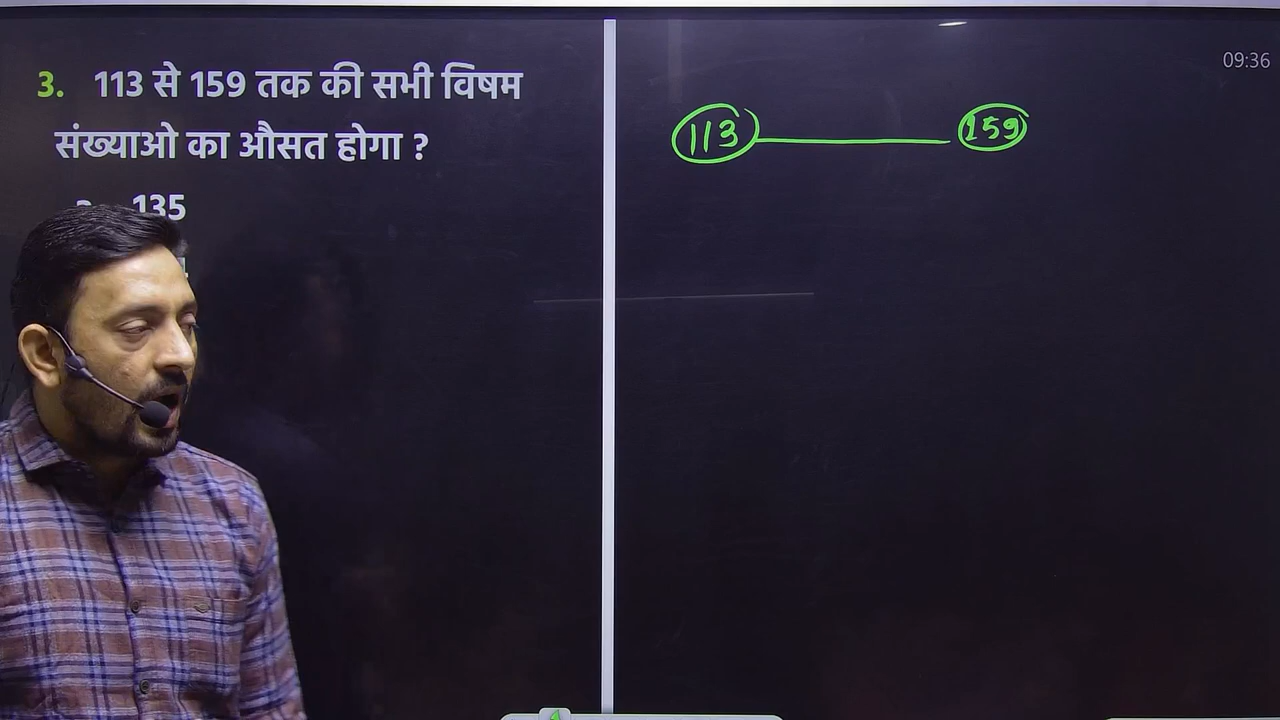 09:36
3. 113 से 159 तक की सभी विषम
संख्याओ का औसत होगा ?
135
113 159